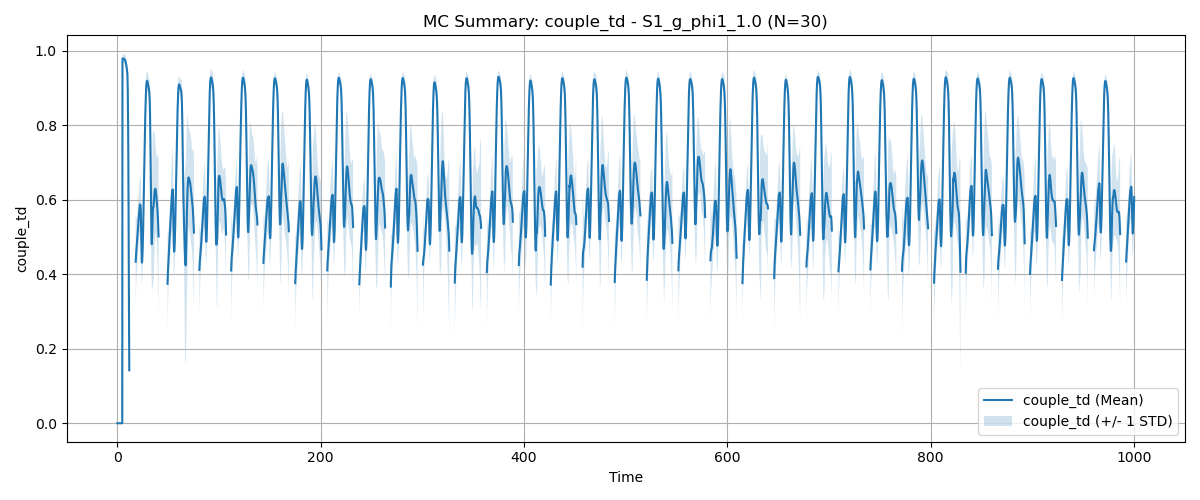 MC Summary: couple_td - S1_g_phi1_1.0 (N=30)
couple_td
1.0
0.8
0.6
0.4
0.2
0.0
couple_td (Mean)
couple_td (+/- 1 STD)
0 200 400 600 800 1000
Time